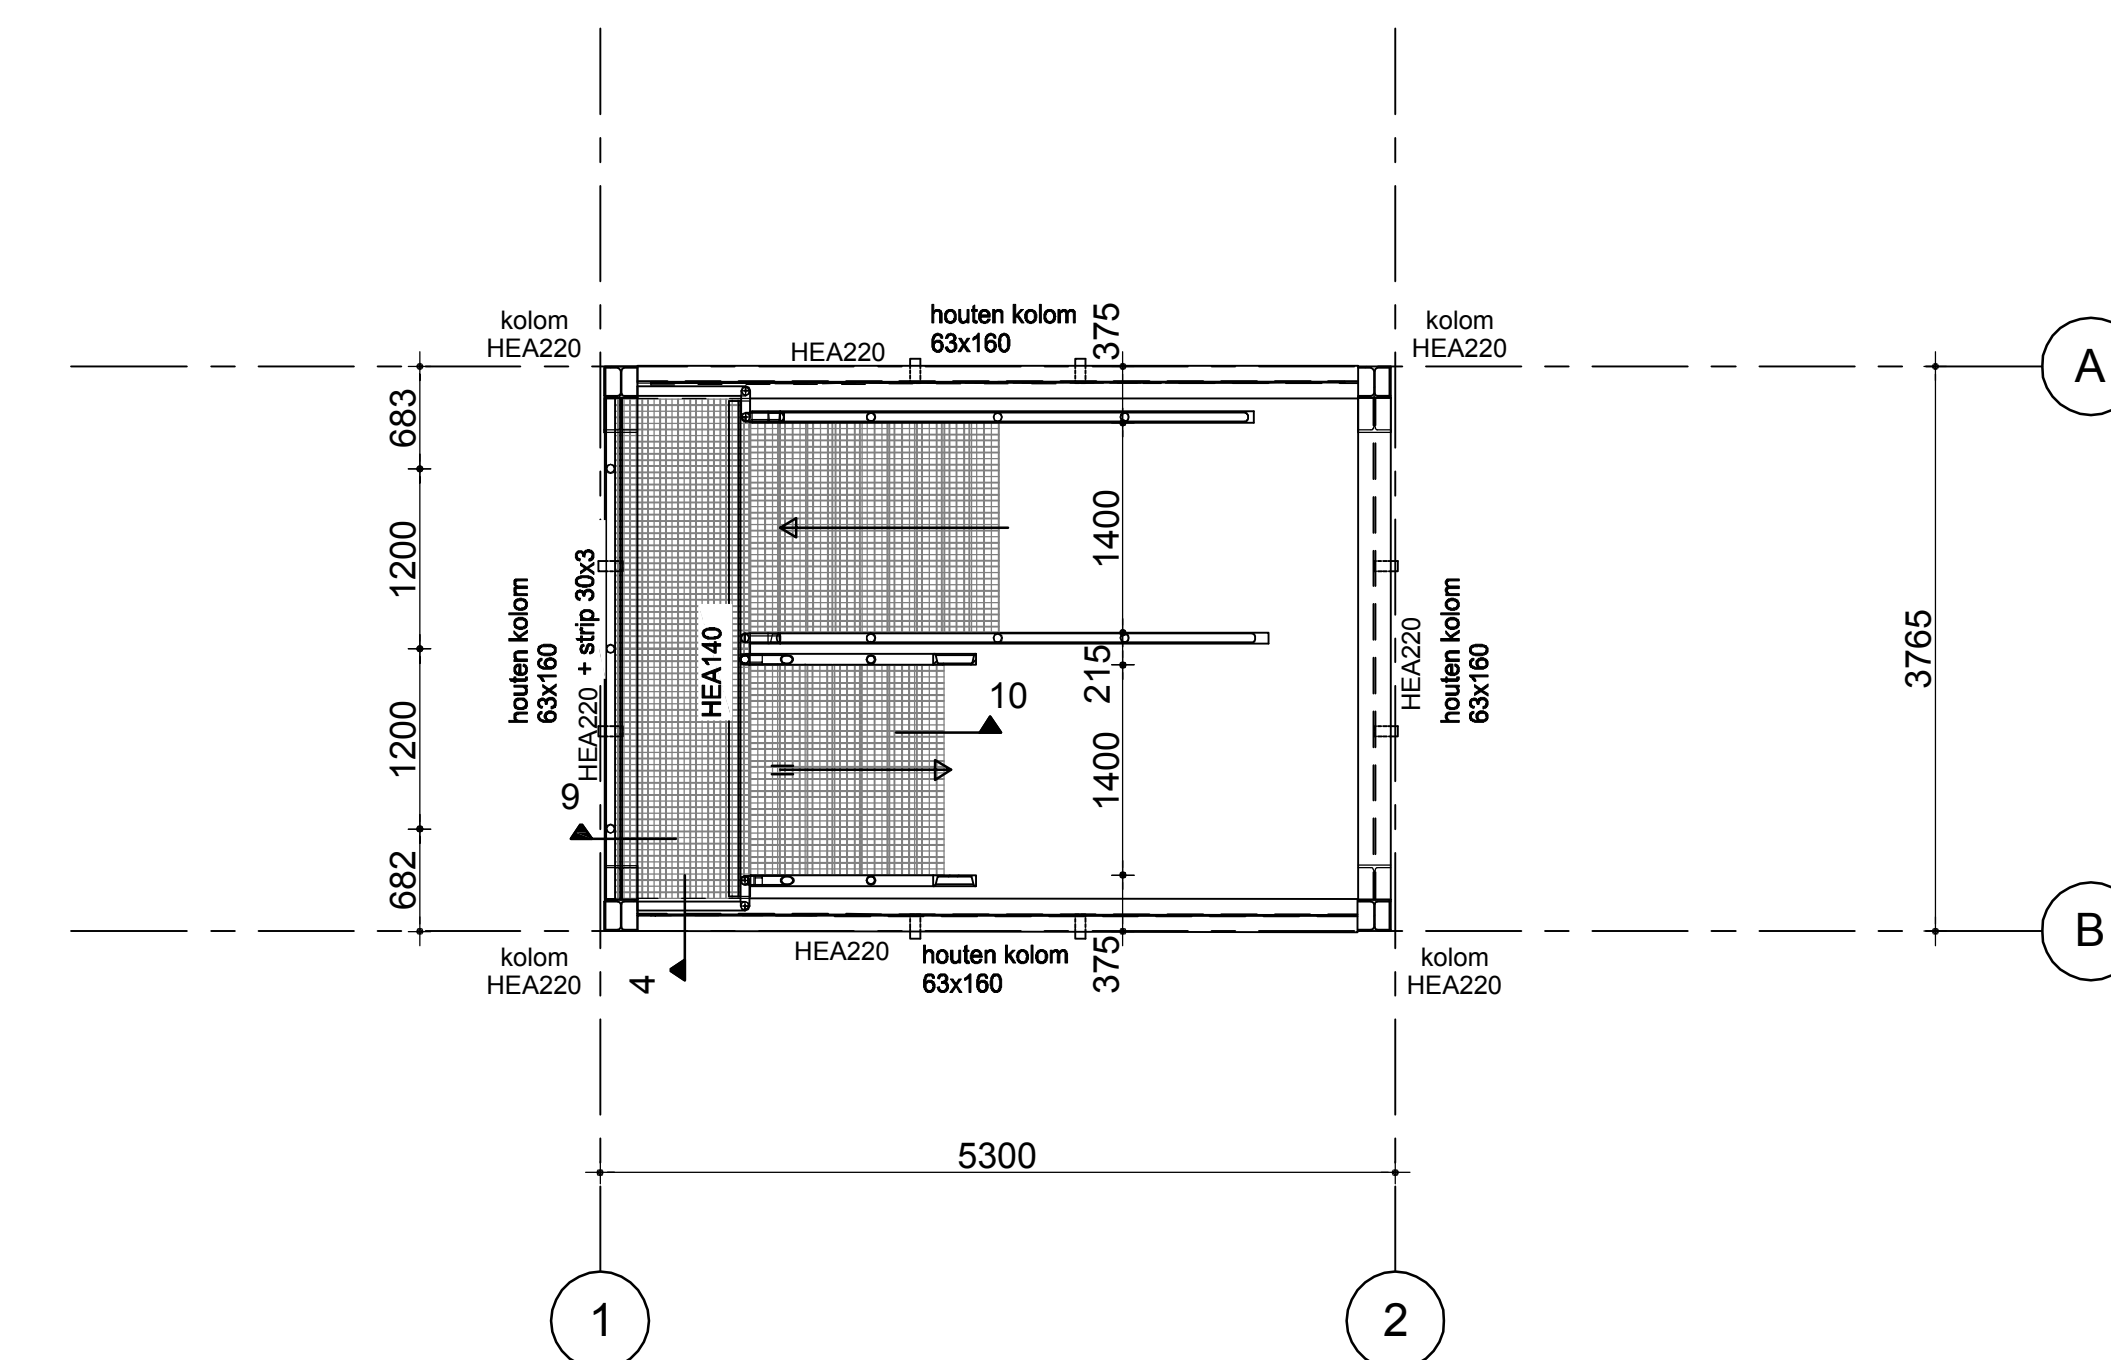 kolom
HEA220
HEA220
houten kolom
63x160
375
kolom
HEA220
A
683
1200
1200
682
houten kolom
63x160
HEA220 + strip 30x3
HEA140
1400
215
1400
10
9
4
HEA220
houten kolom
63x160
3765
kolom
HEA220
HEA220
houten kolom
63x160
375
kolom
HEA220
B
5300
1
2